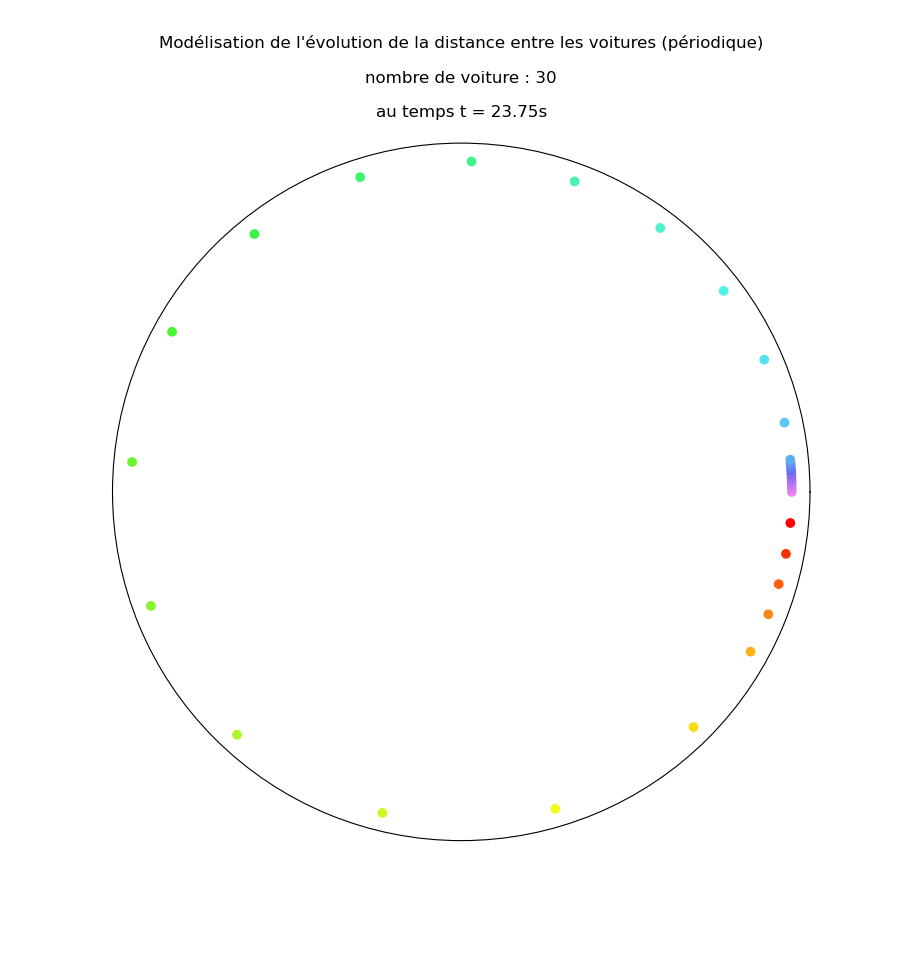 Modélisation de l'évolution de la distance entre les voitures (périodique)
nombre de voiture : 30
au temps t = 23.75s